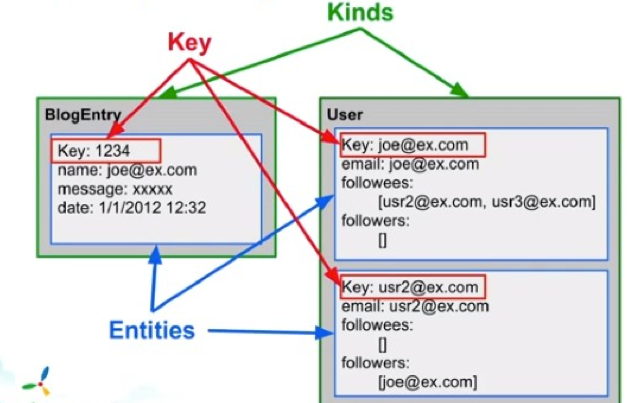 Kinds
Key
BlogEntry
Key: 1234
name: joe@ex.com
message: xxxxx
date: 1/1/2012 12:32
User
Key: joe@ex.com
email: joe@ex.com
followees:
[usr2@ex.com, usr3@ex.com]
followers:
[]
Key: usr2@ex.com
email: usr2@ex.com
followees:
[]
followers:
[joe@ex.com]
Entities